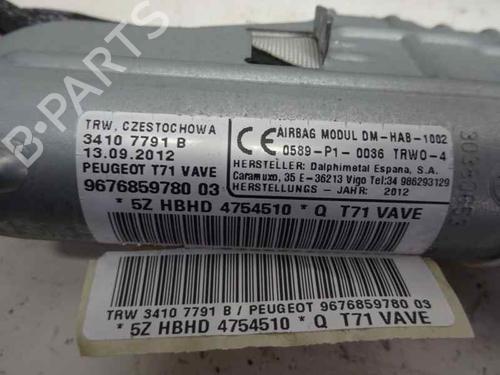 TRW, CZESTOCHOWA
3410 7791 B
13.09.2012
PEUGEOT T71 VAVE
9676859780 03
CE AIRBAG MODUL DM-HAB-1002
0589-P1-0036 TRWO-4
HERSTELLER: Dalphimetal Espana, S.A.
Caramuxo, 35 E-36213 Vigo Tel:34 986293129
HERSTELLUNGS - JAHR: 2012
* 5Z HBHD 4754510 * Q T71 VAVE
TRW 3410 7791 B / PEUGEOT 9676859780 03
* 5Z HBHD 4754510 * Q T71 VAVE
B-PARTS